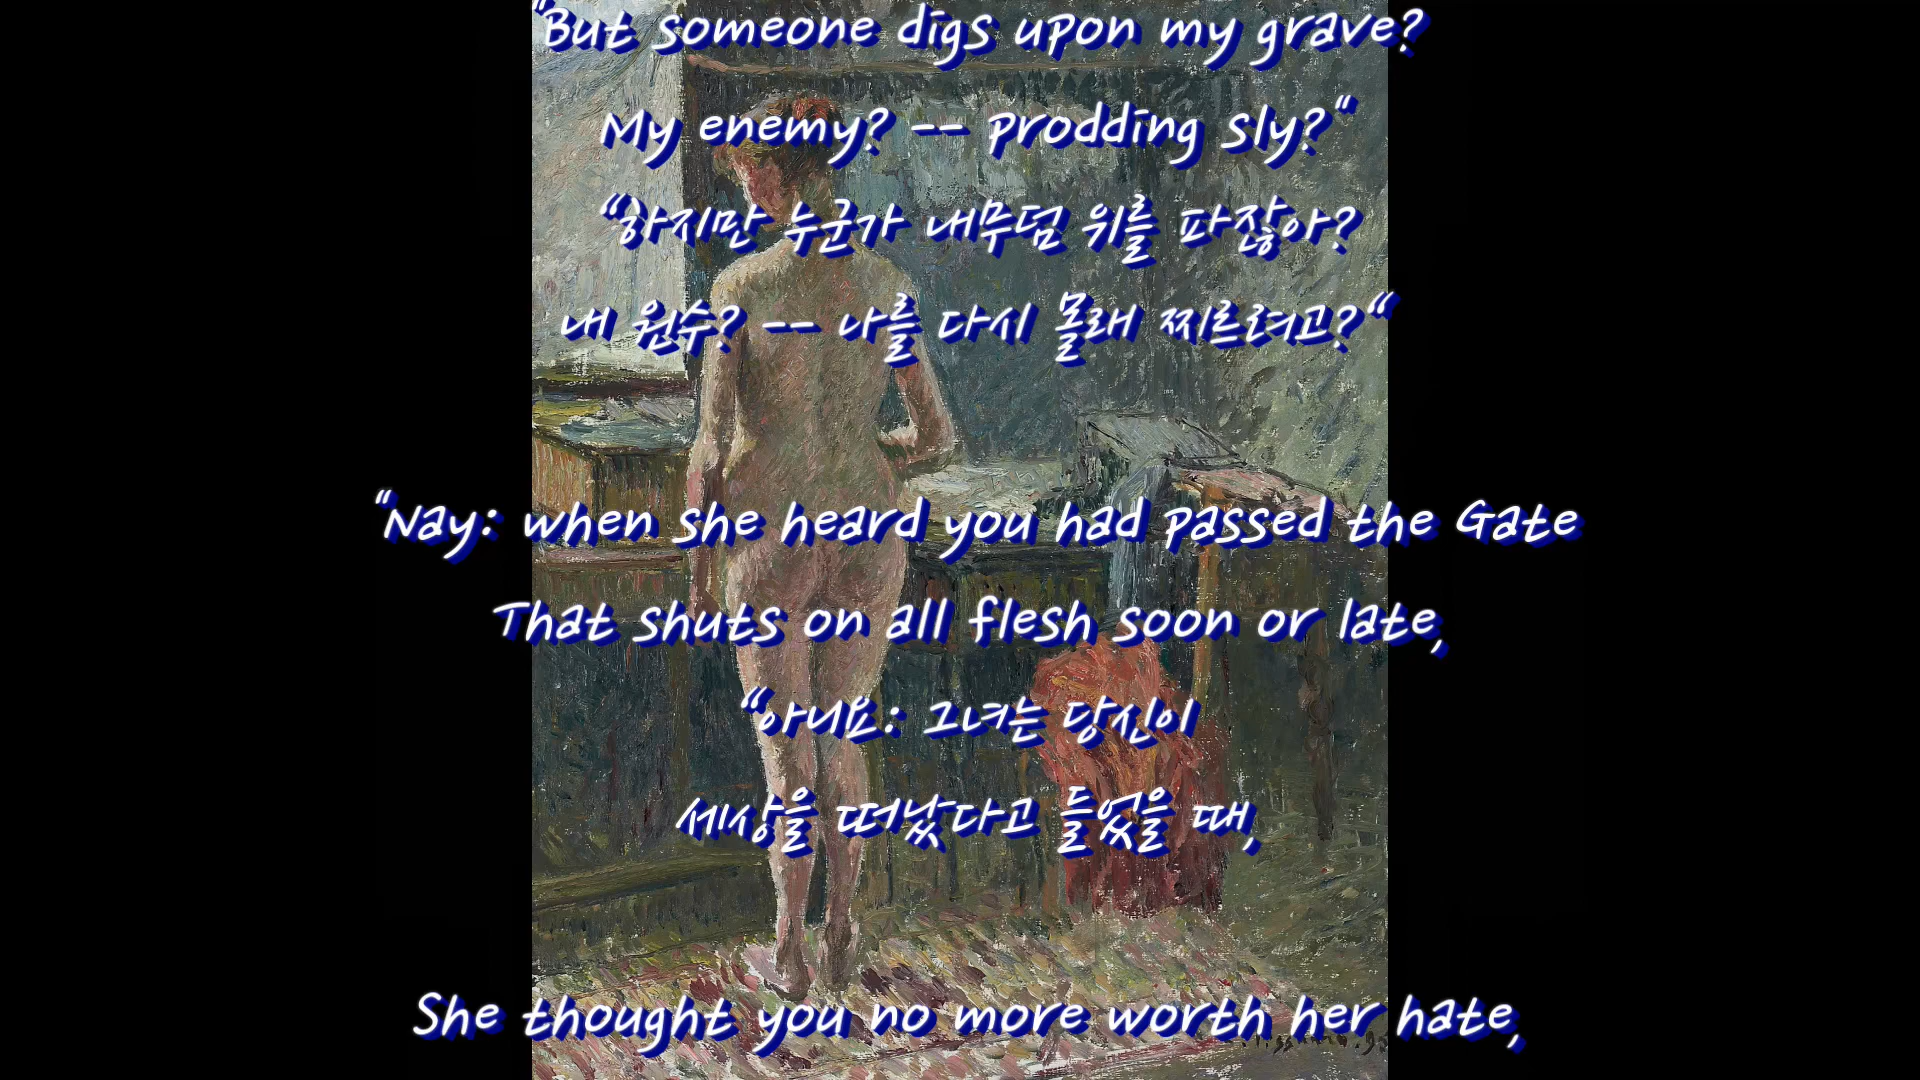 "But someone digs upon my grave?
My enemy? -- prodding sly?"
"하지만 누군가 내무덤 위를 파잖아?
내 원수? -- 나를 다시 몰래 찌르려고?"
"Nay: when she heard you had passed the Gate
That shuts on all flesh soon or late,
"아니요: 그녀는 당신이
세상을 떠났다고 들었을 때,
She thought you no more worth her hate,